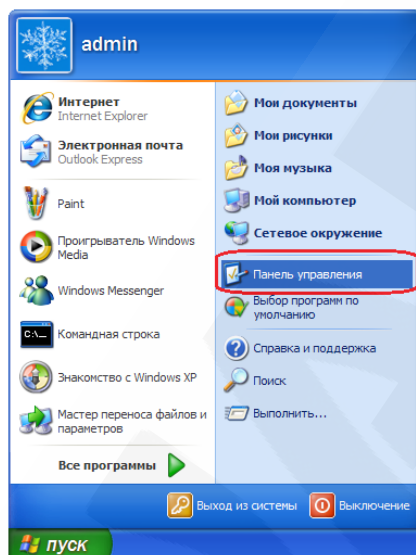 admin
Интернет
Internet Explorer
Электронная почта
Outlook Express
Paint
Проигрыватель Windows
Media
Windows Messenger
C:\_
Командная строка
Знакомство с Windows XP
Мастер переноса файлов и
параметров
Все программы
Мои документы
Мои рисунки
Моя музыка
Мой компьютер
Сетевое окружение
Панель управления
Выбор программ по
умолчанию
Справка и поддержка
Поиск
Выполнить...
Выход из системы
Выключение
пуск